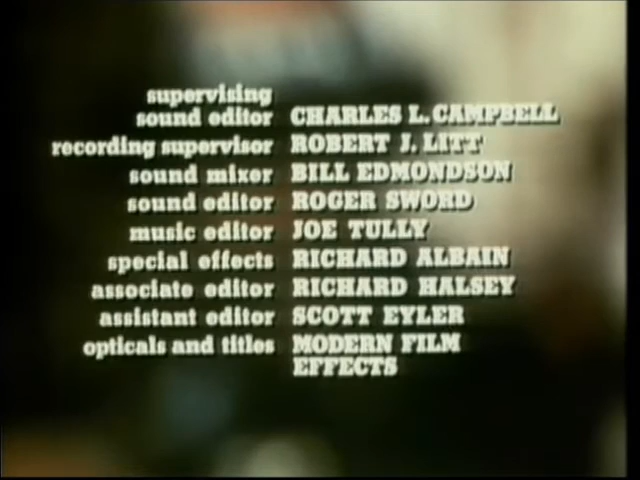 supervising
sound editor CHARLES L. CAMPBELL
recording supervisor ROBERT J. LITT
sound mixer BILL EDMONDSON
sound editor ROGER SWORD
music editor JOE TULLY
special effects RICHARD ALBAIN
associate editor RICHARD HALSEY
assistant editor SCOTT EYLER
opticals and titles MODERN FILM
EFFECTS